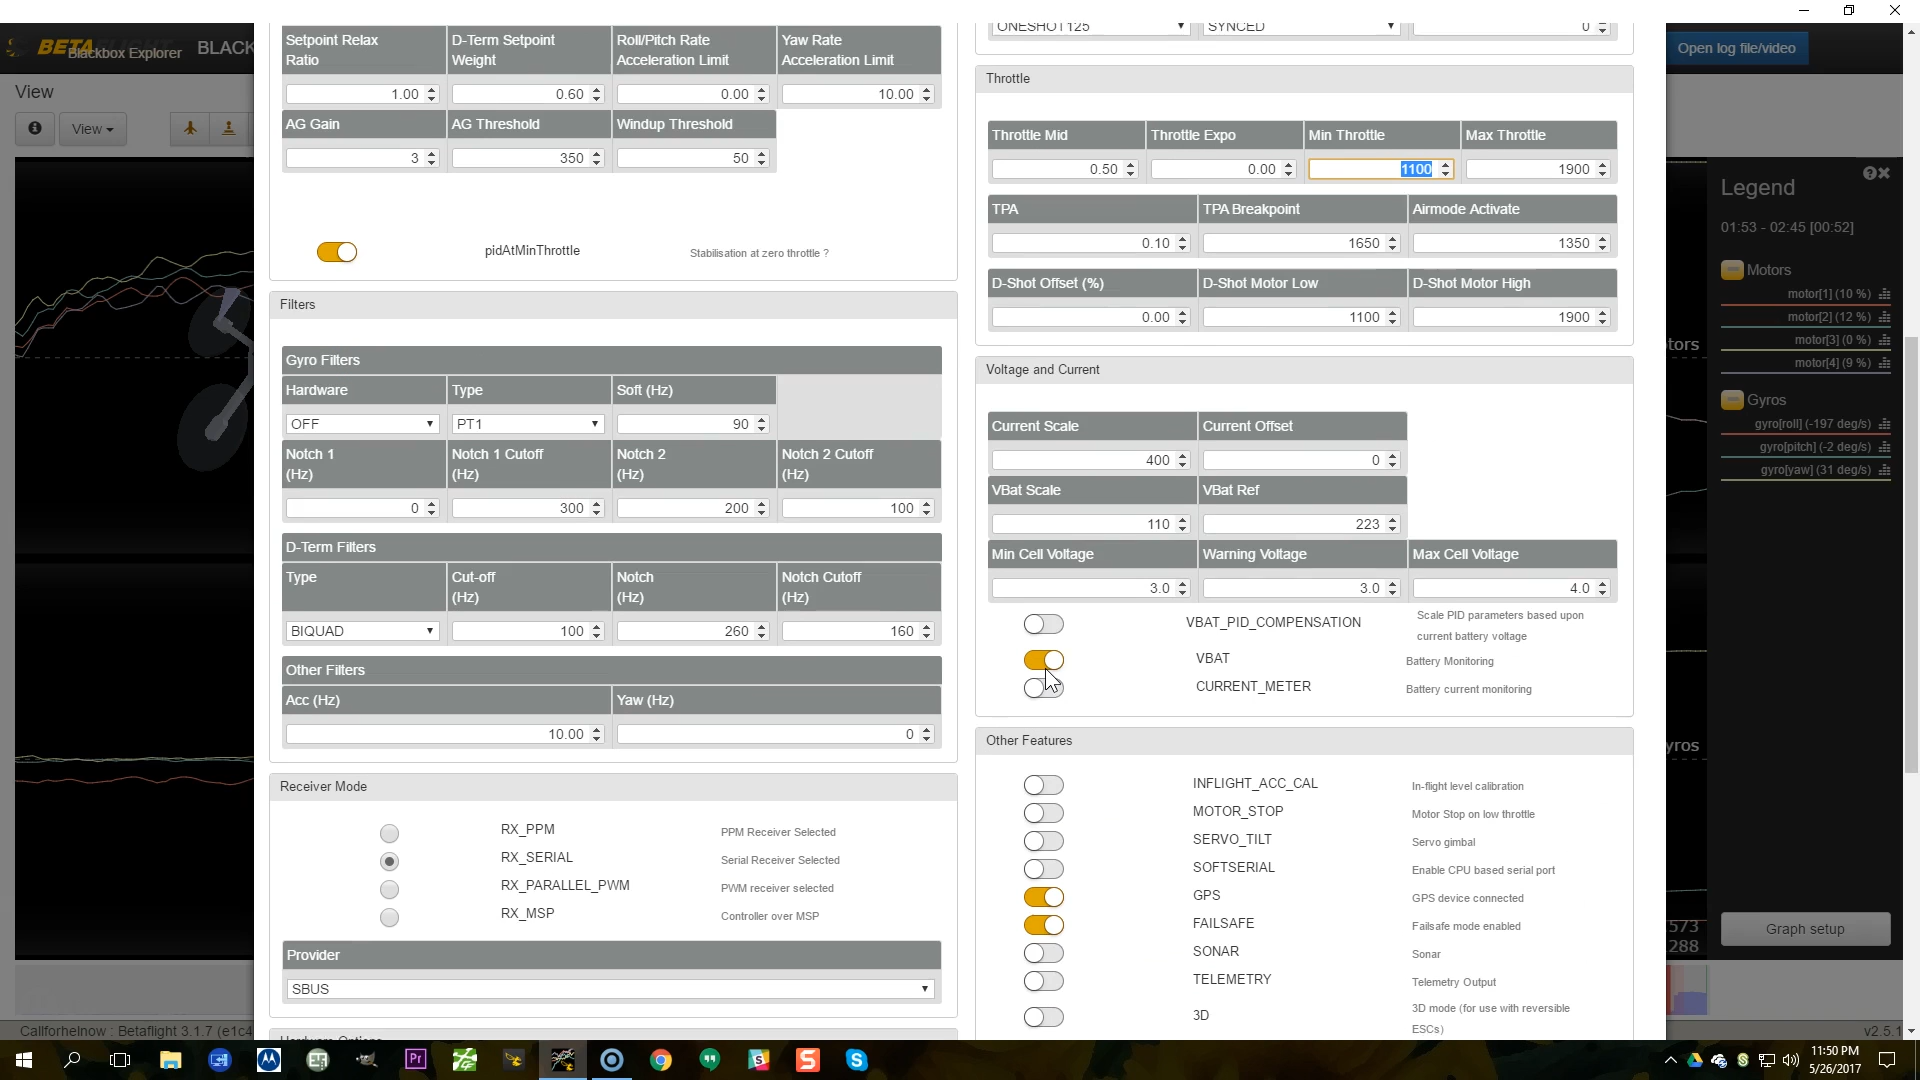 BETAFLIGHT
Blackbox Explorer
BLACK
View
View
Setpoint Relax
Ratio
D-Term Setpoint
Weight
Roll/Pitch Rate
Acceleration Limit
Yaw Rate
Acceleration Limit
1.00
0.60
0.00
10.00
AG Gain
AG Threshold
Windup Threshold
3
350
50
pidAtMinThrottle
Stabilisation at zero throttle ?
Filters
Gyro Filters
Hardware
Type
Soft (Hz)
OFF
PT1
90
Notch 1
(Hz)
Notch 1 Cutoff
(Hz)
Notch 2
(Hz)
Notch 2 Cutoff
(Hz)
0
300
200
100
D-Term Filters
Type
Cut-off
(Hz)
Notch
(Hz)
Notch Cutoff
(Hz)
BIQUAD
100
260
160
Other Filters
Acc (Hz)
Yaw (Hz)
10.00
0
Receiver Mode
RX_PPM
PPM Receiver Selected
RX_SERIAL
Serial Receiver Selected
RX_PARALLEL_PWM
PWM receiver selected
RX_MSP
Controller over MSP
Provider
SBUS
ONESHOT125
SYNCED
0
Throttle
Throttle Mid
Throttle Expo
Min Throttle
Max Throttle
0.50
0.00
1100
1900
TPA
TPA Breakpoint
Airmode Activate
0.10
1650
1350
D-Shot Offset (%)
D-Shot Motor Low
D-Shot Motor High
0.00
1100
1900
Voltage and Current
Current Scale
Current Offset
400
0
VBat Scale
VBat Ref
110
223
Min Cell Voltage
Warning Voltage
Max Cell Voltage
3.0
3.0
4.0
VBAT_PID_COMPENSATION
Scale PID parameters based upon
current battery voltage
VBAT
Battery Monitoring
CURRENT_METER
Battery current monitoring
Other Features
INFLIGHT_ACC_CAL
In-flight level calibration
MOTOR_STOP
Motor Stop on low throttle
SERVO_TILT
Servo gimbal
SOFTSERIAL
Enable CPU based serial port
GPS
GPS device connected
FAILSAFE
Failsafe mode enabled
SONAR
Sonar
TELEMETRY
Telemetry Output
3D
3D mode (for use with reversible
ESCs)
Open log file/video
Legend
01:53 - 02:45 [00:52]
Motors
motor[1] (10 %)
motor[2] (12 %)
motor[3] (0 %)
motor[4] (9 %)
Gyros
gyro[roll] (-197 deg/s)
gyro[pitch] (-2 deg/s)
gyro[yaw] (31 deg/s)
otors
yros
573
288
Graph setup
Callforhelnow : Betaflight 3.1.7 (e1c4
v2.5.1
11:50 PM
5/26/2017